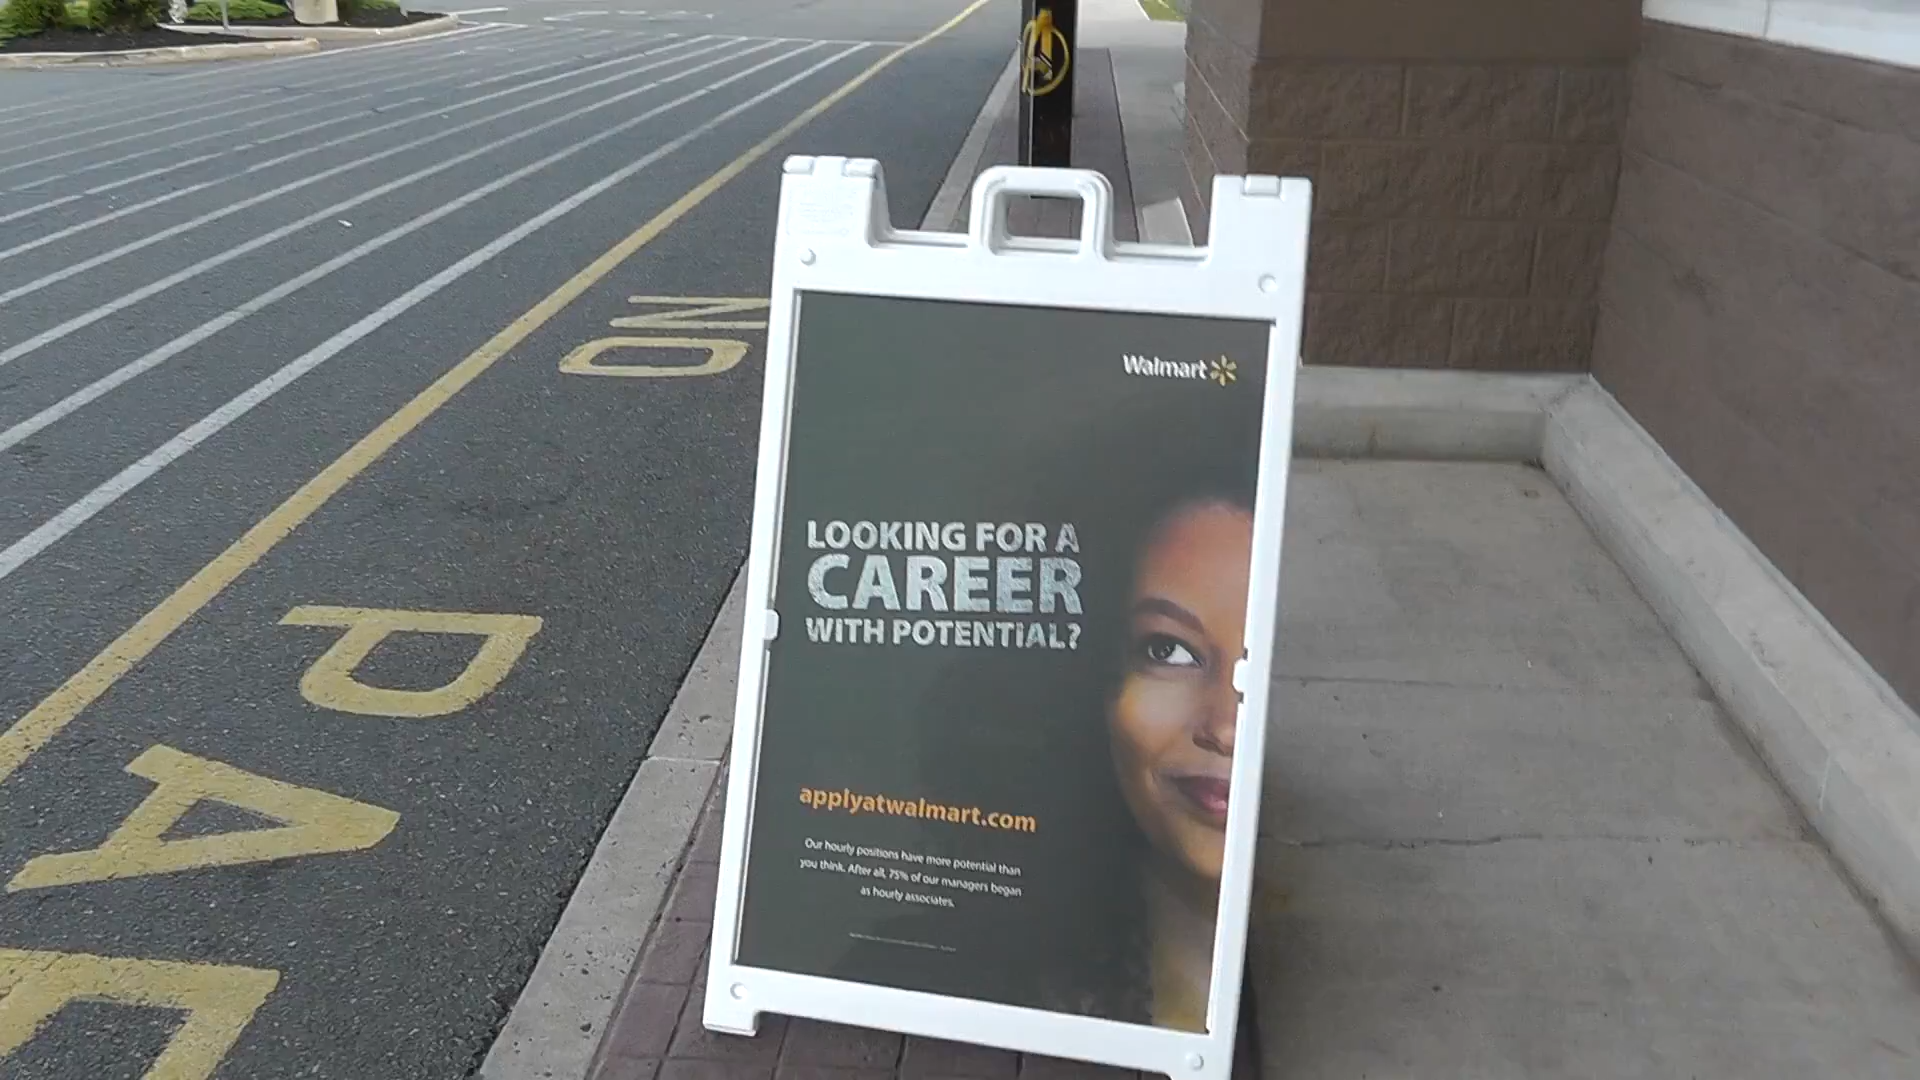 Walmart
LOOKING FOR A
CAREER
WITH POTENTIAL?
applyatwalmart.com
Our hourly positions have more potential than
you think. After all, 75% of our managers began
as hourly associates.
NO
PA